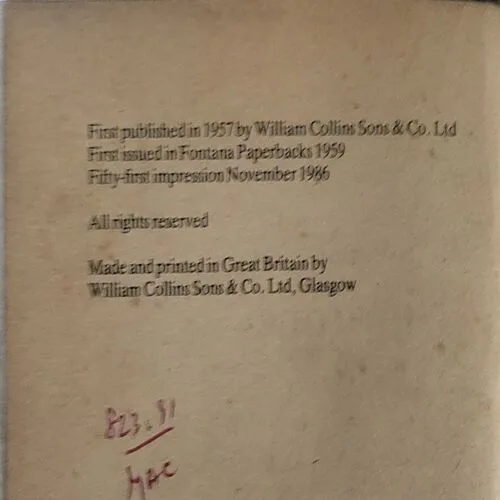 First published in 1957 by William Collins Sons & Co. Ltd
First issued in Fontana Paperbacks 1959
Fifty-first impression November 1986
All rights reserved
Made and printed in Great Britain by
William Collins Sons & Co. Ltd, Glasgow
823.91
MAC